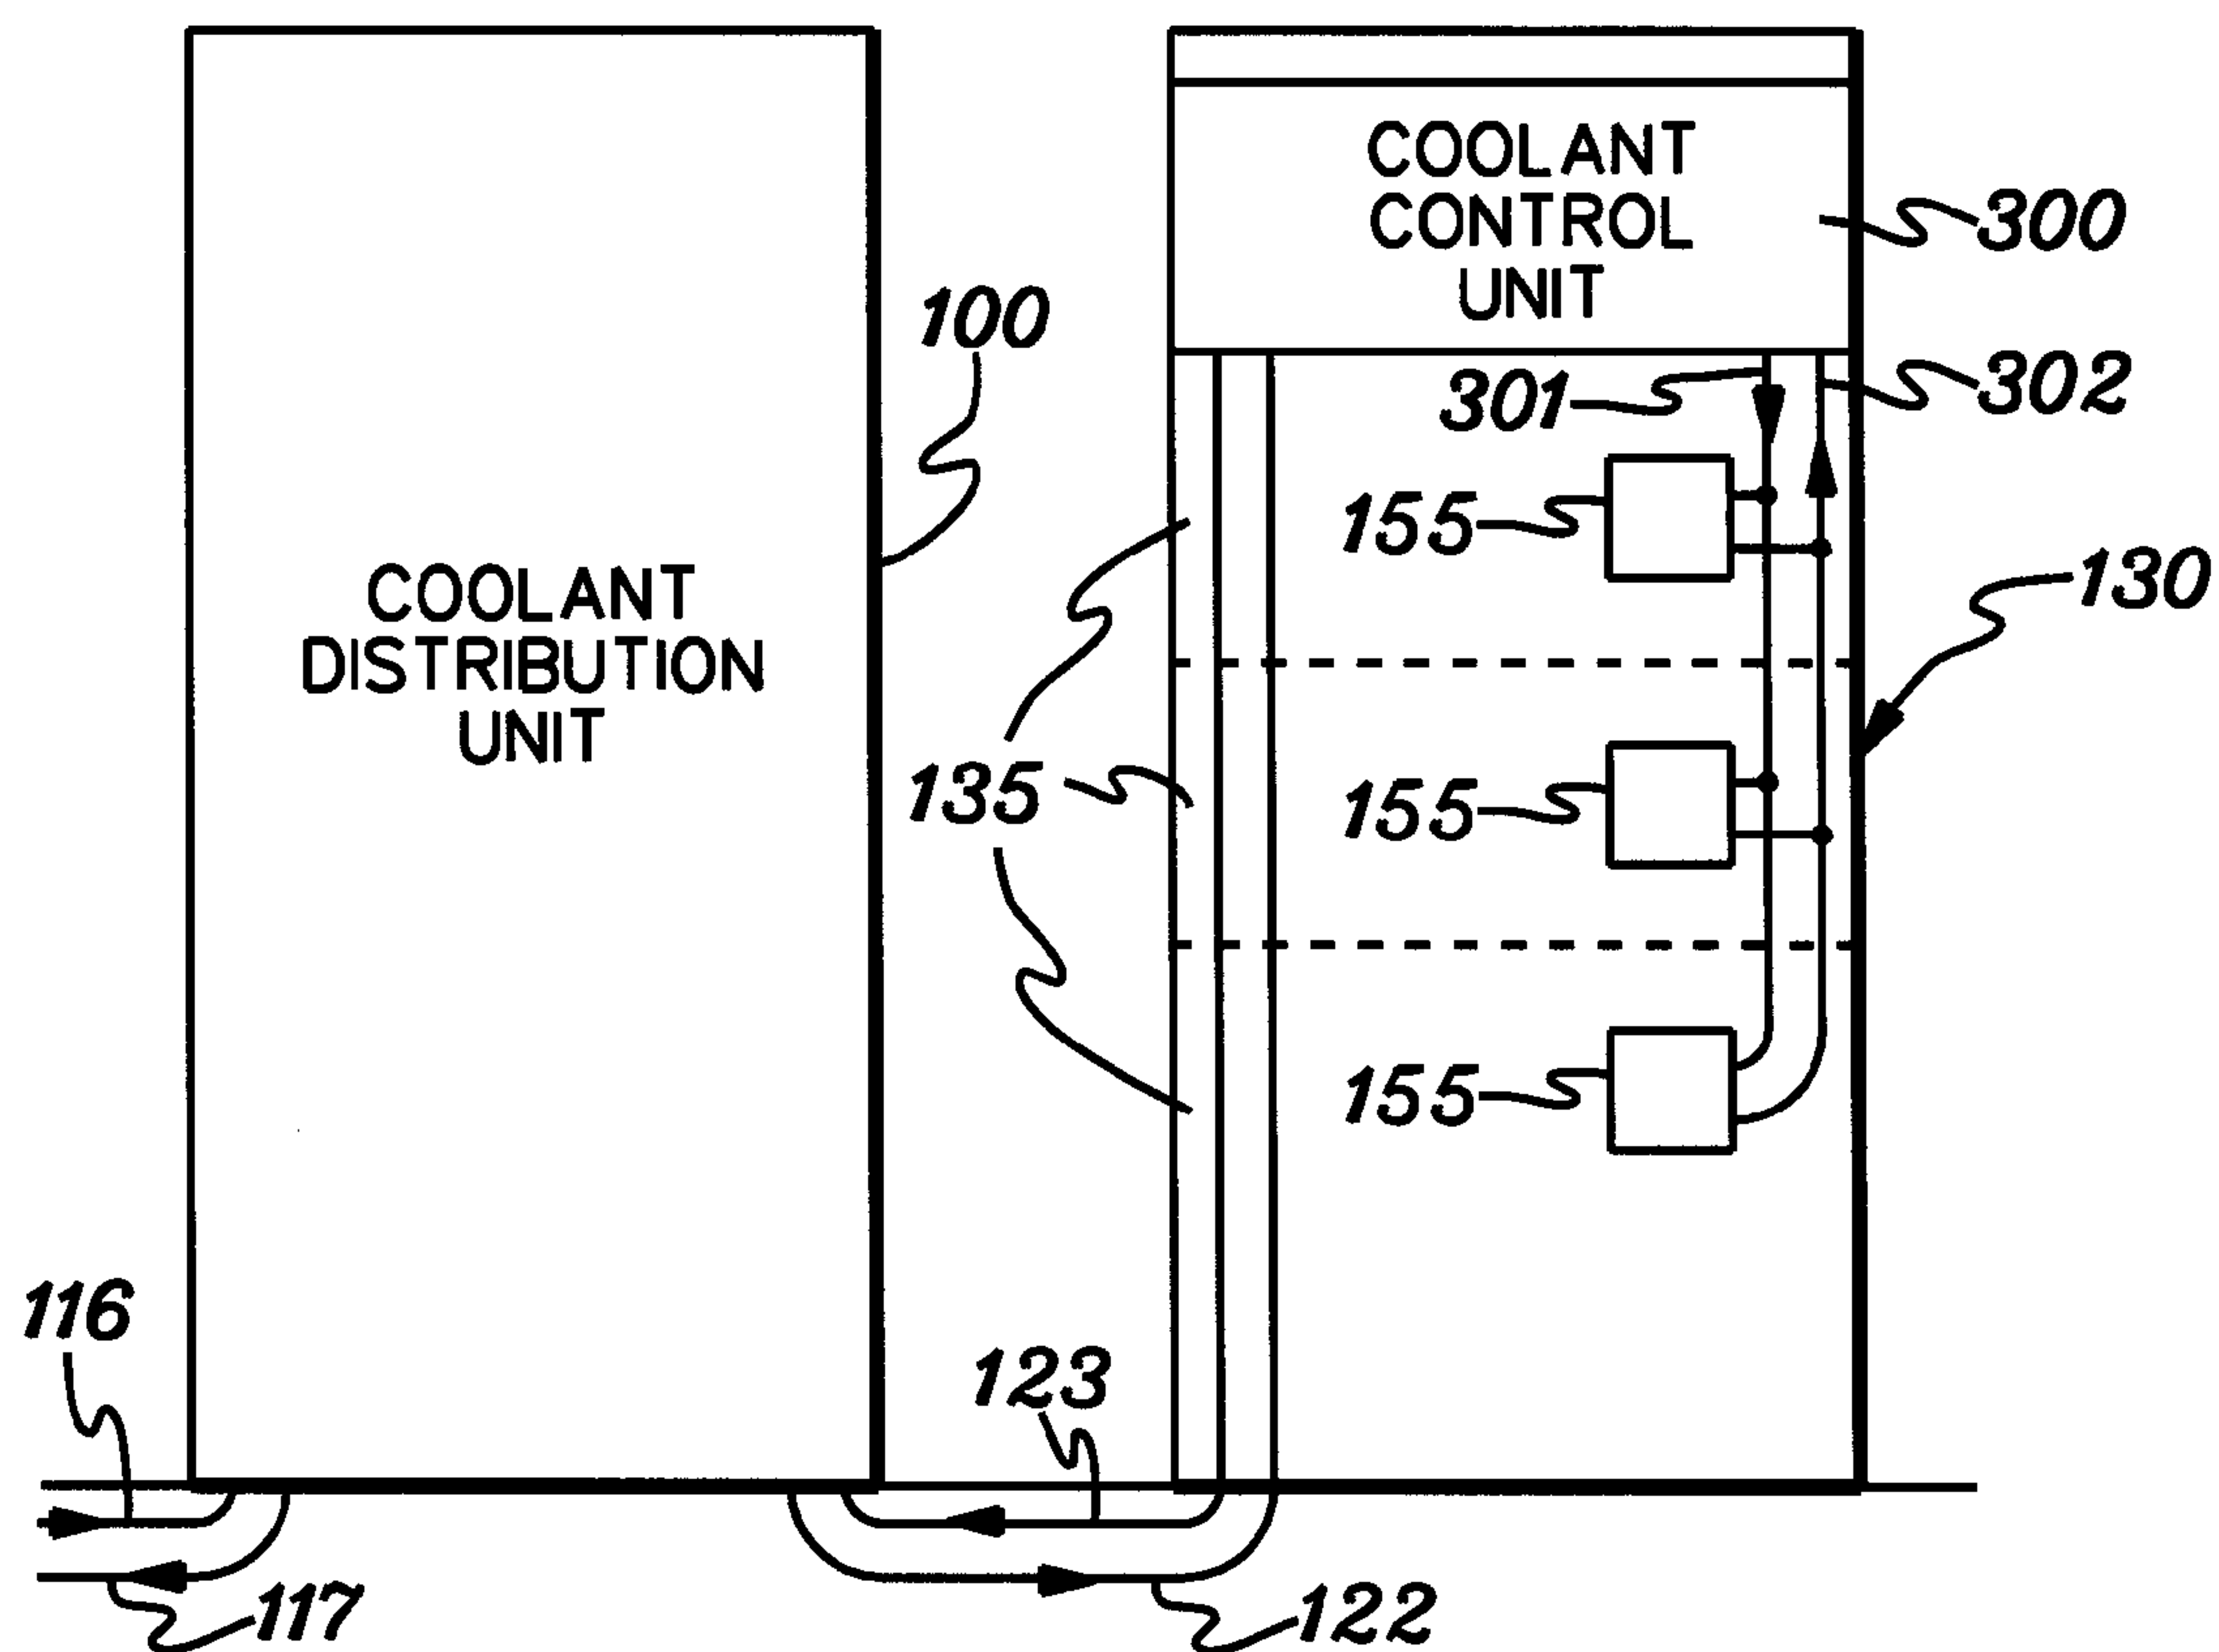 COOLANT
CONTROL
UNIT
300
100
301
302
155
130
COOLANT
DISTRIBUTION
UNIT
135
155
155
116
123
117
122